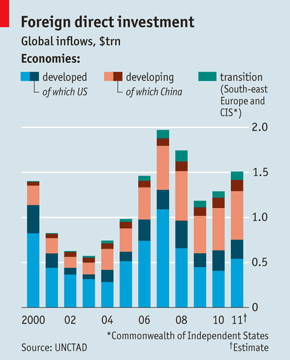 Foreign direct investment
Global inflows, $trn
Economies:
developed
of which US
developing
of which China
transition
(South-east
Europe and
CIS*)
2.0
1.5
1.0
0.5
0
2000 02 04 06 08 10 11†
*Commonwealth of Independent States
Source: UNCTAD †Estimate